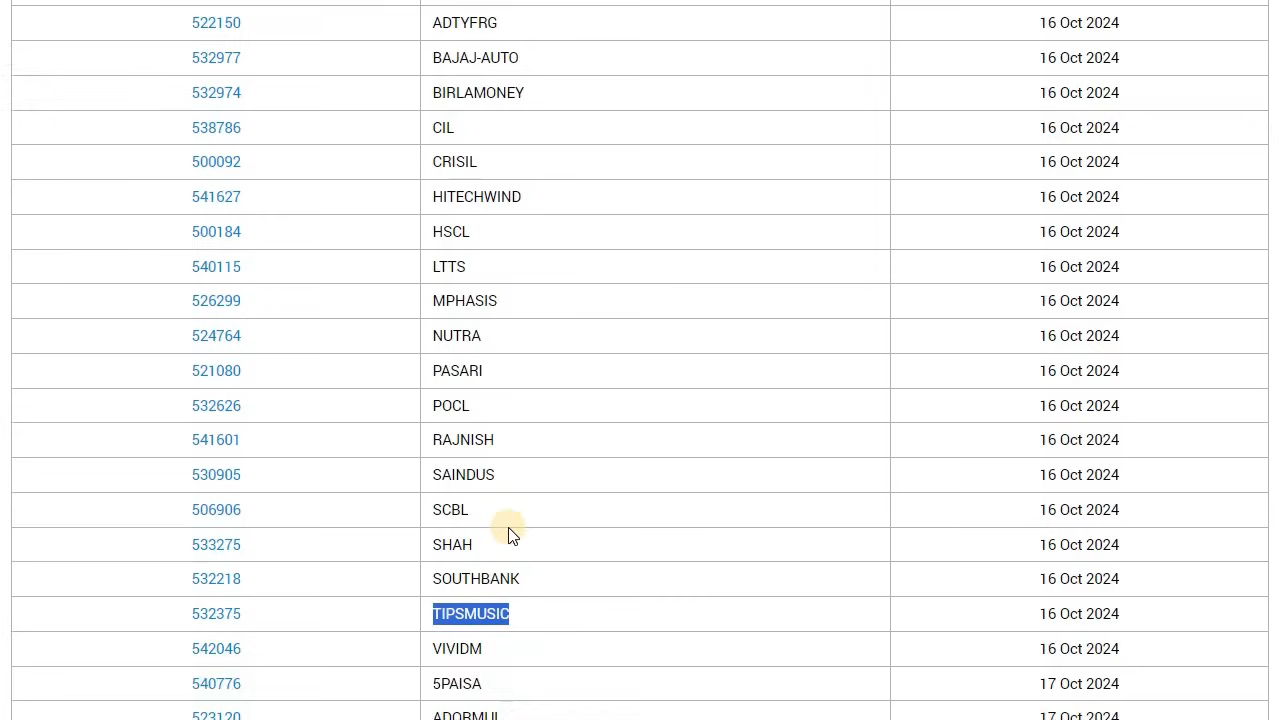 522150 ADTYFRG 16 Oct 2024
532977 BAJAJ-AUTO 16 Oct 2024
532974 BIRLAMONEY 16 Oct 2024
538786 CIL 16 Oct 2024
500092 CRISIL 16 Oct 2024
541627 HITECHWIND 16 Oct 2024
500184 HSCL 16 Oct 2024
540115 LTTS 16 Oct 2024
526299 MPHASIS 16 Oct 2024
524764 NUTRA 16 Oct 2024
521080 PASARI 16 Oct 2024
532626 POCL 16 Oct 2024
541601 RAJNISH 16 Oct 2024
530905 SAINDUS 16 Oct 2024
506906 SCBL 16 Oct 2024
533275 SHAH 16 Oct 2024
532218 SOUTHBANK 16 Oct 2024
532375 TIPSMUSIC 16 Oct 2024
542046 VIVIDM 16 Oct 2024
540776 5PAISA 17 Oct 2024
523120 ADORMUL 17 Oct 2024